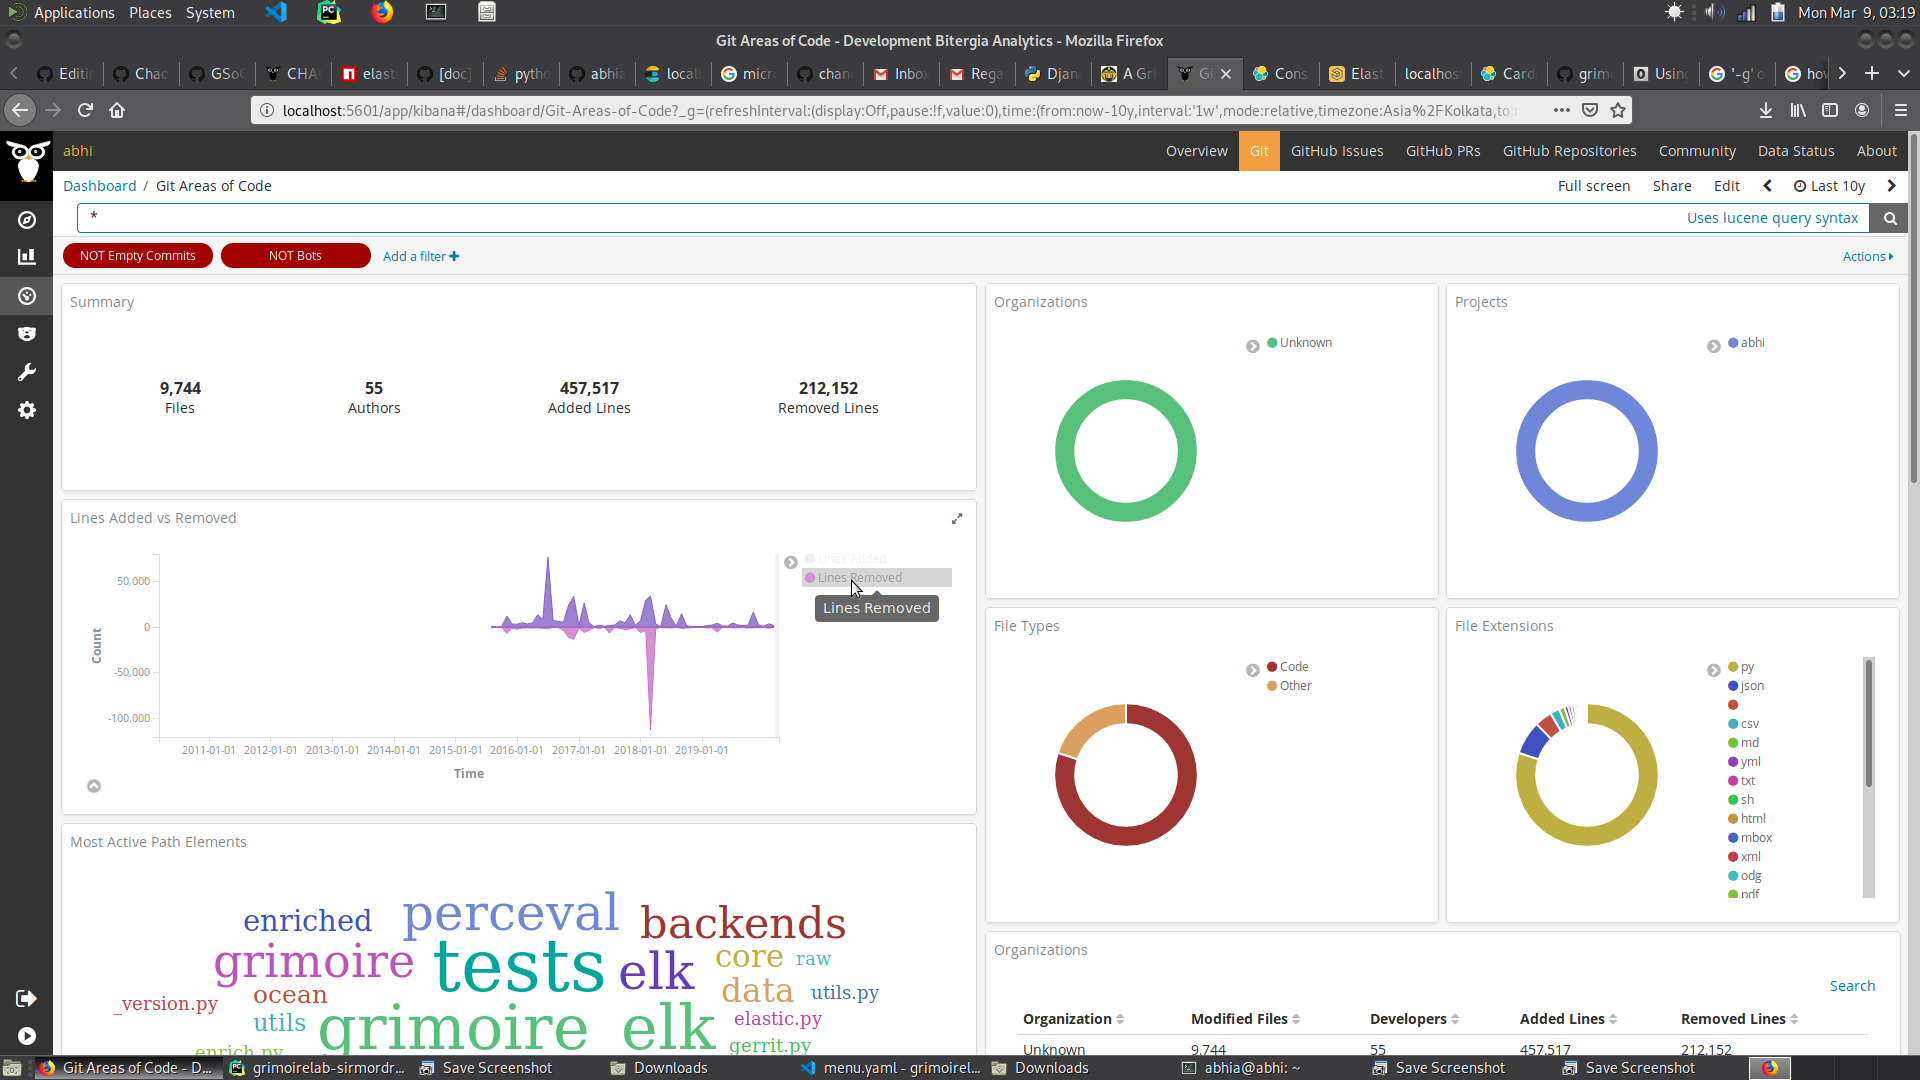 Applications Places System
Mon Mar 9, 03:19
Git Areas of Code - Development Bitergia Analytics - Mozilla Firefox
Editi Chao GSoC CHA elast [doc] pytho abhia locall micro chan Inbo Rega Djan A Gri Gi Cons Elast localhos Card grim Using '-g' o hov
localhost:5601/app/kibana#/dashboard/Git-Areas-of-Code?_g=(refreshInterval:(display:Off,pause:!f,value:0),time:(from:now-10y,interval:'1w',mode:relative,timezone:Asia%2FKolkata,to:
abhi
Overview Git GitHub Issues GitHub PRs GitHub Repositories Community Data Status About
Dashboard / Git Areas of Code
Full screen Share Edit Last 10y
*
Uses lucene query syntax
NOT Empty Commits NOT Bots Add a filter
Actions
Summary
9,744 55 457,517 212,152
Files Authors Added Lines Removed Lines
Organizations
Unknown
Projects
abhi
Lines Added vs Removed
Lines Added
Lines Removed
Lines Removed
50,000
0
-50,000
-100,000
Count
2011-01-01 2012-01-01 2013-01-01 2014-01-01 2015-01-01 2016-01-01 2017-01-01 2018-01-01 2019-01-01
Time
File Types
Code
Other
File Extensions
py
json
csv
md
yml
txt
sh
html
mbox
xml
odg
pdf
Most Active Path Elements
enriched perceval backends
grimoire tests elk core raw
_version.py ocean data utils.py
utils grimoire_elk elastic.py
enrich.py gerrit.py
Organizations
Search
Organization Modified Files Developers Added Lines Removed Lines
Unknown 9,744 55 457,517 212,152
Git Areas of Code - D... grimoirelab-sirmordr... Save Screenshot Downloads menu.yaml - grimoirel... Downloads abhia@abhi: ~ Save Screenshot Save Screenshot